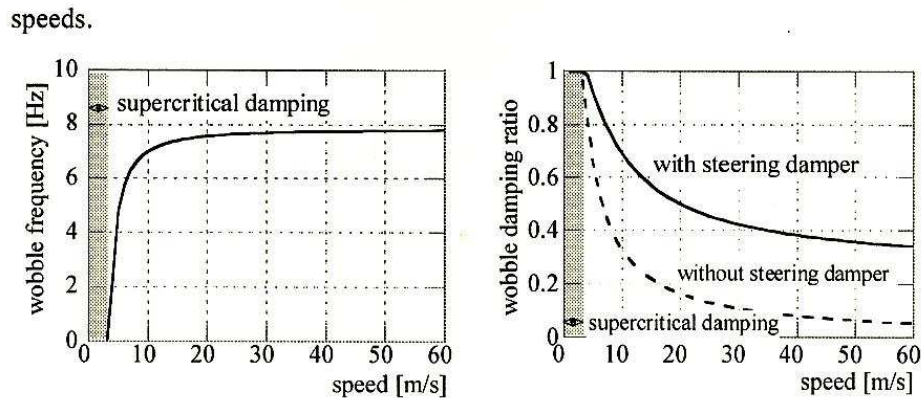 speeds.
wobble frequency [Hz]
10
8
6
4
2
0
supercritical damping
0 10 20 30 40 50 60
speed [m/s]
wobble damping ratio
1
0.8
0.6
0.4
0.2
1
with steering damper
without steering damper
supercritical damping
0 10 20 30 40 50 60
speed [m/s]